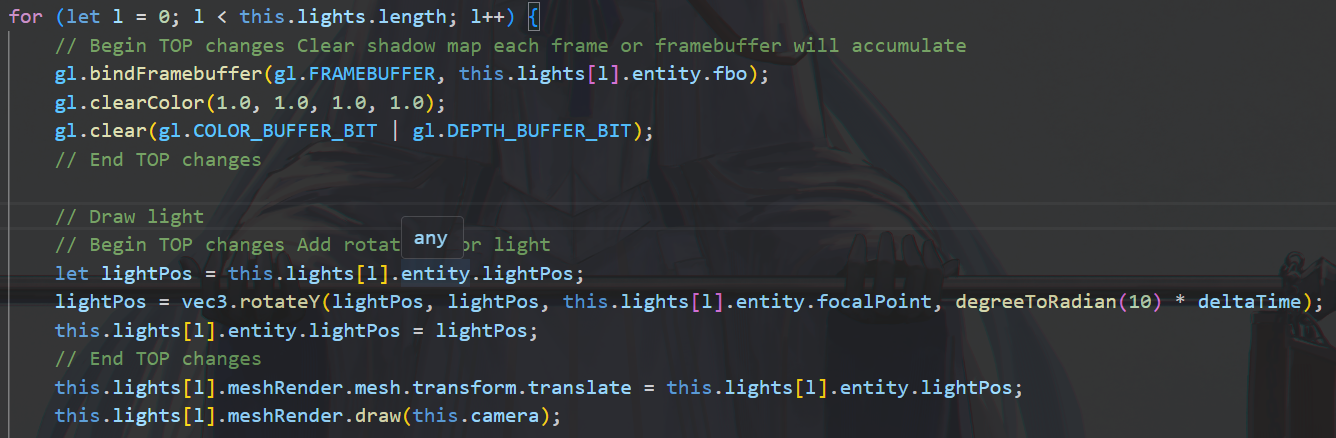 for (let l = 0; l < this.lights.length; l++) {
// Begin TOP changes Clear shadow map each frame or framebuffer will accumulate
gl.bindFramebuffer(gl.FRAMEBUFFER, this.lights[l].entity.fbo);
gl.clearColor(1.0, 1.0, 1.0, 1.0);
gl.clear(gl.COLOR_BUFFER_BIT | gl.DEPTH_BUFFER_BIT);
// End TOP changes
// Draw light
// Begin TOP changes Add rotat any or light
let lightPos = this.lights[l].entity.lightPos;
lightPos = vec3.rotateY(lightPos, lightPos, this.lights[l].entity.focalPoint, degreeToRadian(10) * deltaTime);
this.lights[l].entity.lightPos = lightPos;
// End TOP changes
this.lights[l].meshRender.mesh.transform.translate = this.lights[l].entity.lightPos;
this.lights[l].meshRender.draw(this.camera);